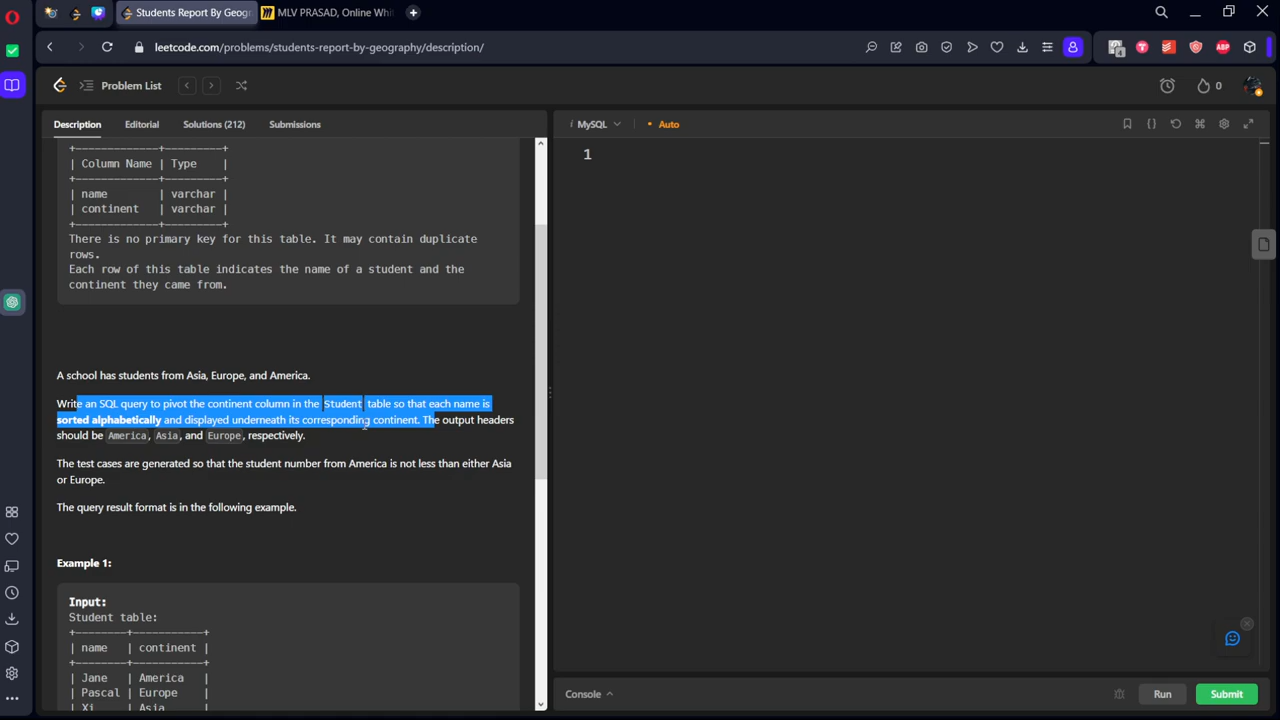 Students Report By Geogr
MLV PRASAD, Online Whit
leetcode.com/problems/students-report-by-geography/description/
Problem List
0
Description
Editorial
Solutions (212)
Submissions
i MySQL
• Auto
1
+-------------+---------+
| Column Name | Type    |
+-------------+---------+
| name        | varchar |
| continent   | varchar |
+-------------+---------+
There is no primary key for this table. It may contain duplicate
rows.
Each row of this table indicates the name of a student and the
continent they came from.
A school has students from Asia, Europe, and America.
Write an SQL query to pivot the continent column in the Student table so that each name is
sorted alphabetically and displayed underneath its corresponding continent. The output headers
should be America, Asia, and Europe, respectively.
The test cases are generated so that the student number from America is not less than either Asia
or Europe.
The query result format is in the following example.
Example 1:
Input:
Student table:
+--------+-----------+
| name   | continent |
+--------+-----------+
| Jane   | America   |
| Pascal | Europe    |
| Xi     | Asia      |
Console
Run
Submit